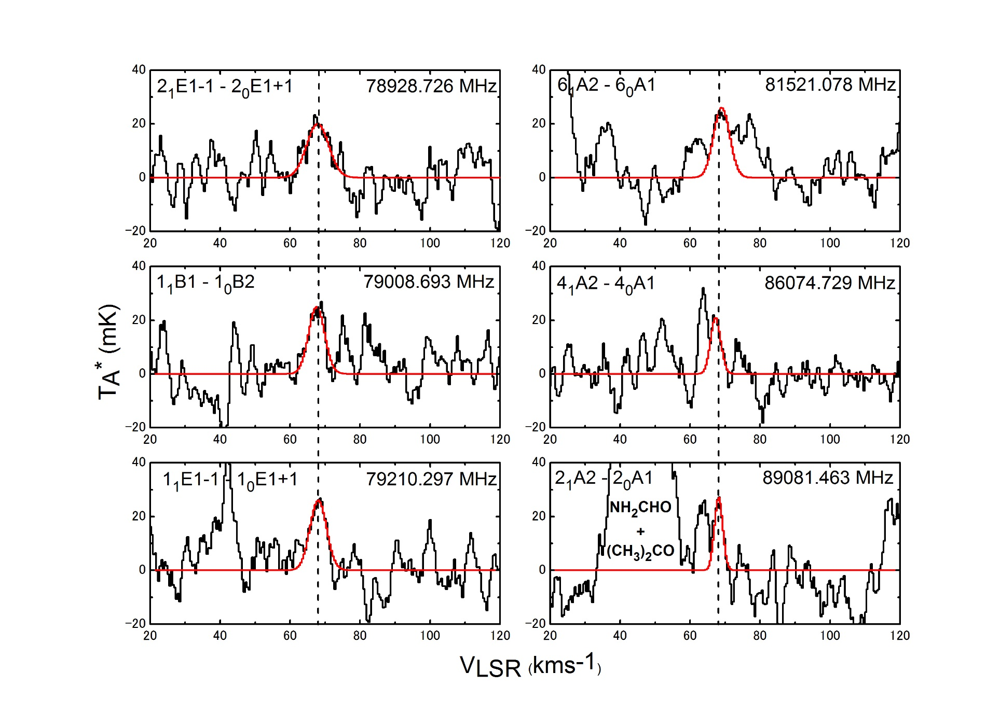 40
2₁E1-1 - 2₀E1+1 78928.726 MHz
20
0
−20
20 40 60 80 100 120
40
6₁A2 - 6₀A1 81521.078 MHz
20
0
−20
20 40 60 80 100 120
40
1₁B1 - 1₀B2 79008.693 MHz
20
0
−20
20 40 60 80 100 120
40
4₁A2 - 4₀A1 86074.729 MHz
20
0
−20
20 40 60 80 100 120
40
1₁E1-1 - 1₀E1+1 79210.297 MHz
20
0
−20
20 40 60 80 100 120
40
2₁A2 - 2₀A1 89081.463 MHz
NH₂CHO
+
(CH₃)₂CO
20
0
−20
20 40 60 80 100 120
TA* (mK)
VLSR (kms-1)